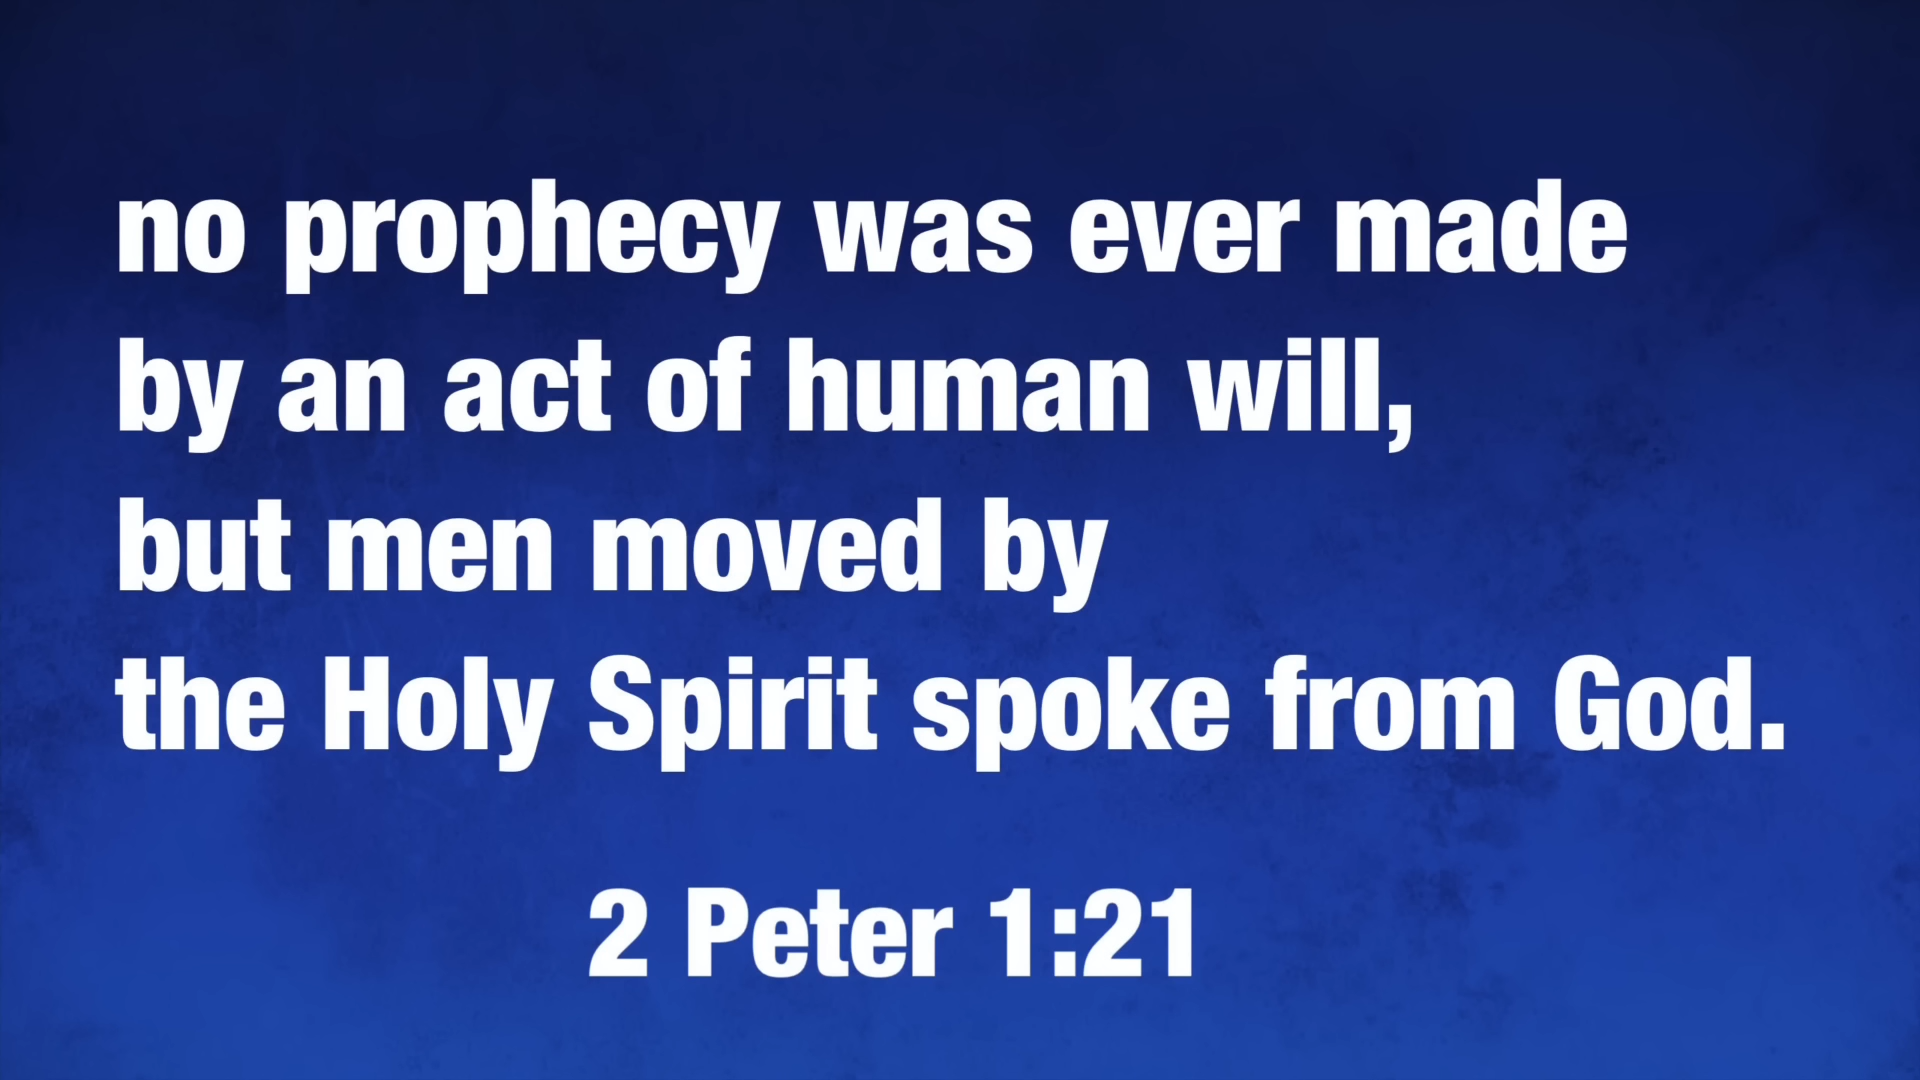 no prophecy was ever made
by an act of human will,
but men moved by
the Holy Spirit spoke from God.
2 Peter 1:21